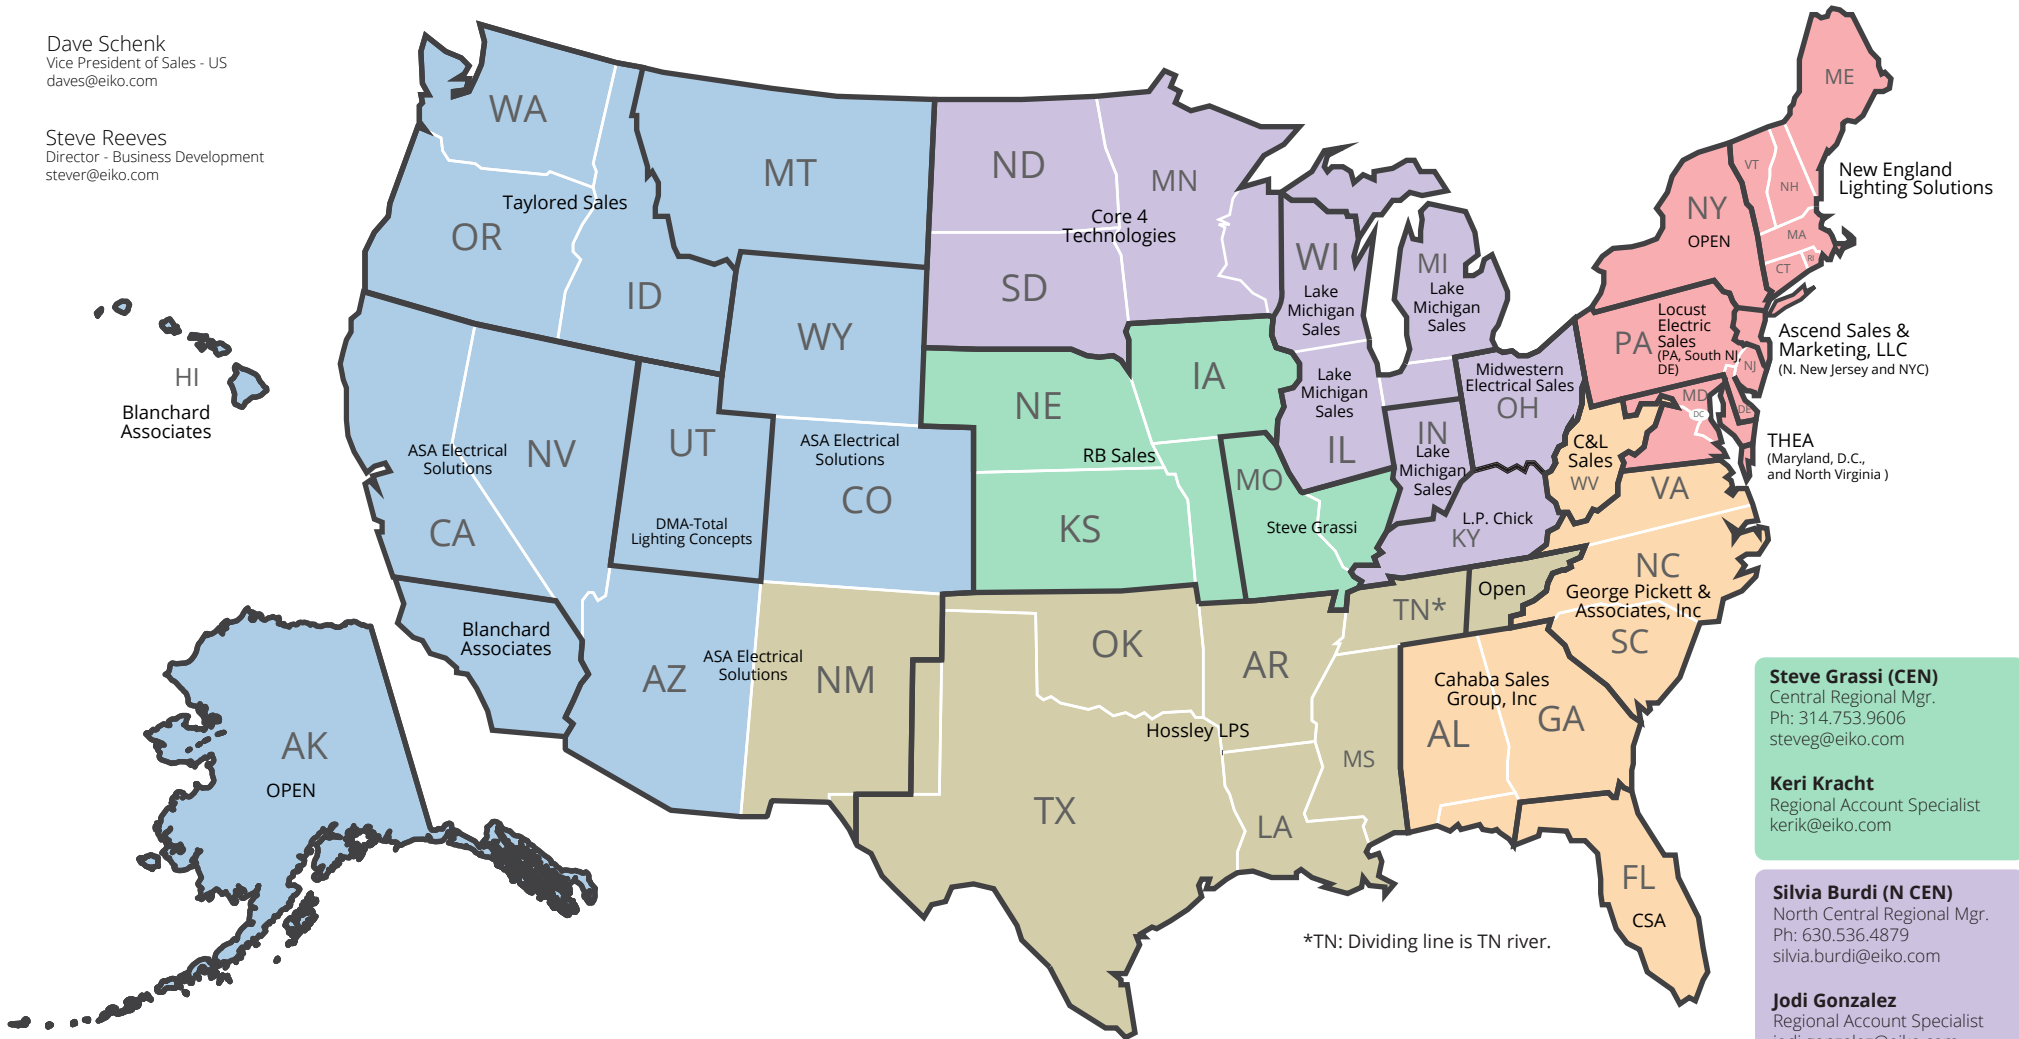 Dave Schenk
Vice President of Sales - US
daves@eiko.com
Steve Reeves
Director - Business Development
stever@eiko.com
WA
OR
Taylored Sales
ID
MT
WY
HI
Blanchard
Associates
ASA Electrical
Solutions
NV
CA
UT
DMA-Total
Lighting Concepts
ASA Electrical
Solutions
CO
Blanchard
Associates
AZ
ASA Electrical
Solutions
NM
AK
OPEN
ND
MN
Core 4
Technologies
SD
WI
Lake
Michigan
Sales
MI
Lake
Michigan
Sales
NE
IA
RB Sales
KS
MO
Steve Grassi
Lake
Michigan
Sales
IL
IN
Lake
Michigan
Sales
Midwestern
Electrical Sales
OH
L.P. Chick
KY
OK
AR
Hossley LPS
TX
LA
MS
TN*
Open
C&L
Sales
WV
VA
NC
George Pickett &
Associates, Inc
SC
Cahaba Sales
Group, Inc
AL
GA
FL
CSA
ME
VT
NH
New England
Lighting Solutions
NY
OPEN
MA
CT
RI
PA
Locust
Electric
Sales
(PA, South NJ,
DE)
NJ
Ascend Sales &
Marketing, LLC
(N. New Jersey and NYC)
MD
DC
DE
THEA
(Maryland, D.C.,
and North Virginia )
*TN: Dividing line is TN river.
Steve Grassi (CEN)
Central Regional Mgr.
Ph: 314.753.9606
steveg@eiko.com
Keri Kracht
Regional Account Specialist
kerik@eiko.com
Silvia Burdi (N CEN)
North Central Regional Mgr.
Ph: 630.536.4879
silvia.burdi@eiko.com
Jodi Gonzalez
Regional Account Specialist